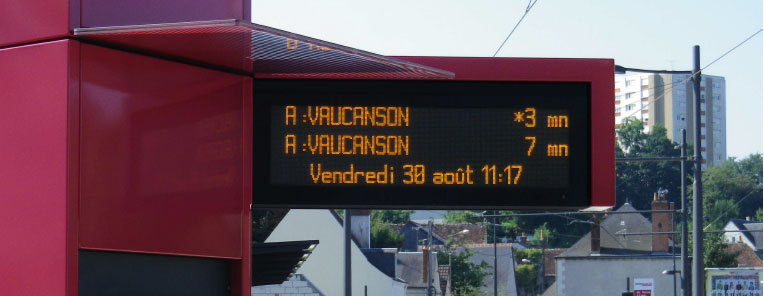 A :VAUCANSON *3 mn
A :VAUCANSON 7 mn
Vendredi 30 août 11:17